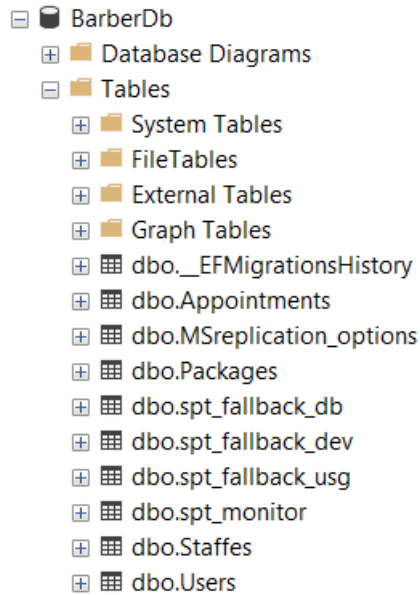 BarberDb
Database Diagrams
Tables
System Tables
FileTables
External Tables
Graph Tables
dbo.__EFMigrationsHistory
dbo.Appointments
dbo.MSreplication_options
dbo.Packages
dbo.spt_fallback_db
dbo.spt_fallback_dev
dbo.spt_fallback_usg
dbo.spt_monitor
dbo.Staffes
dbo.Users